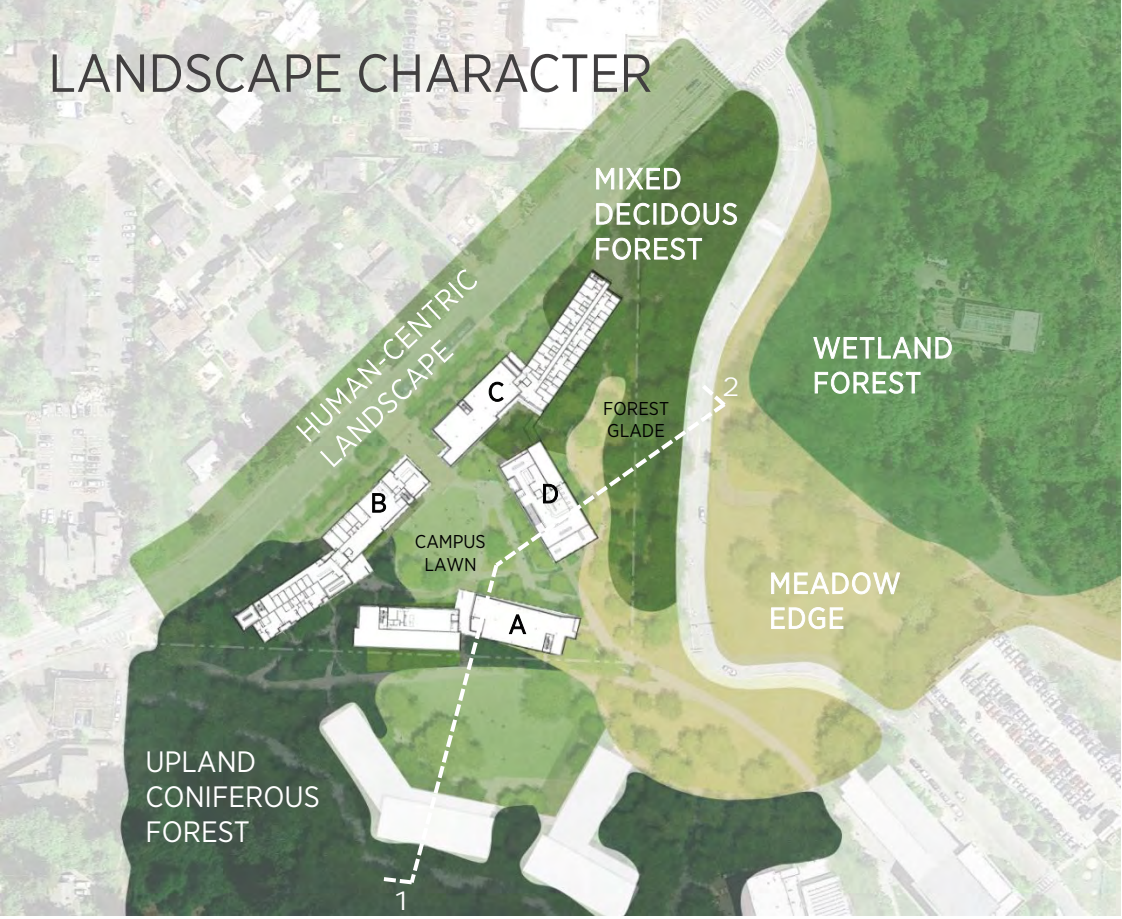 LANDSCAPE CHARACTER
MIXED
DECIDOUS
FOREST
HUMAN-CENTRIC
LANDSCAPE
WETLAND
FOREST
C
2
FOREST
GLADE
B
D
CAMPUS
LAWN
MEADOW
EDGE
A
UPLAND
CONIFEROUS
FOREST
1